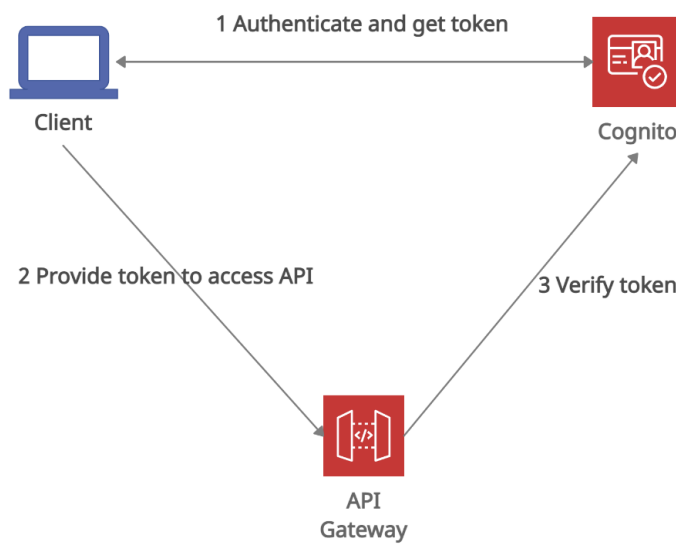 1 Authenticate and get token
Client
Cognito
2 Provide token to access API
3 Verify token
</>
API
Gateway